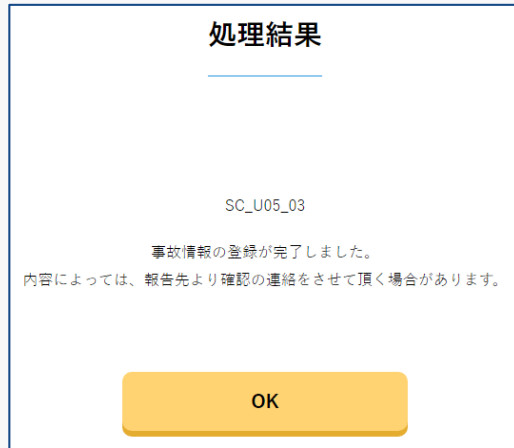 処理結果
SC_U05_03
事故情報の登録が完了しました。
内容によっては、報告先より確認の連絡をさせて頂く場合があります。
OK